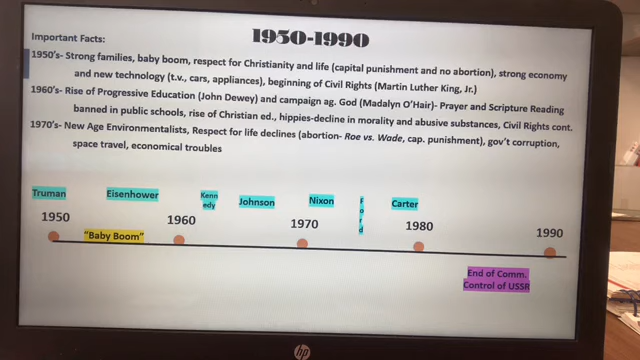 1950-1990
Important Facts:
1950's- Strong families, baby boom, respect for Christianity and life (capital punishment and no abortion), strong economy
and new technology (t.v., cars, appliances), beginning of Civil Rights (Martin Luther King, Jr.)
1960's- Rise of Progressive Education (John Dewey) and campaign ag. God (Madalyn O'Hair)- Prayer and Scripture Reading
banned in public schools, rise of Christian ed., hippies-decline in morality and abusive substances, Civil Rights cont.
1970's- New Age Environmentalists, Respect for life declines (abortion- Roe vs. Wade, cap. punishment), gov't corruption,
space travel, economical troubles
Truman Eisenhower Kenn
edy Johnson Nixon F
o
r
d Carter
1950 1960 1970 1980 1990
"Baby Boom"
End of Comm.
Control of USSR
hp